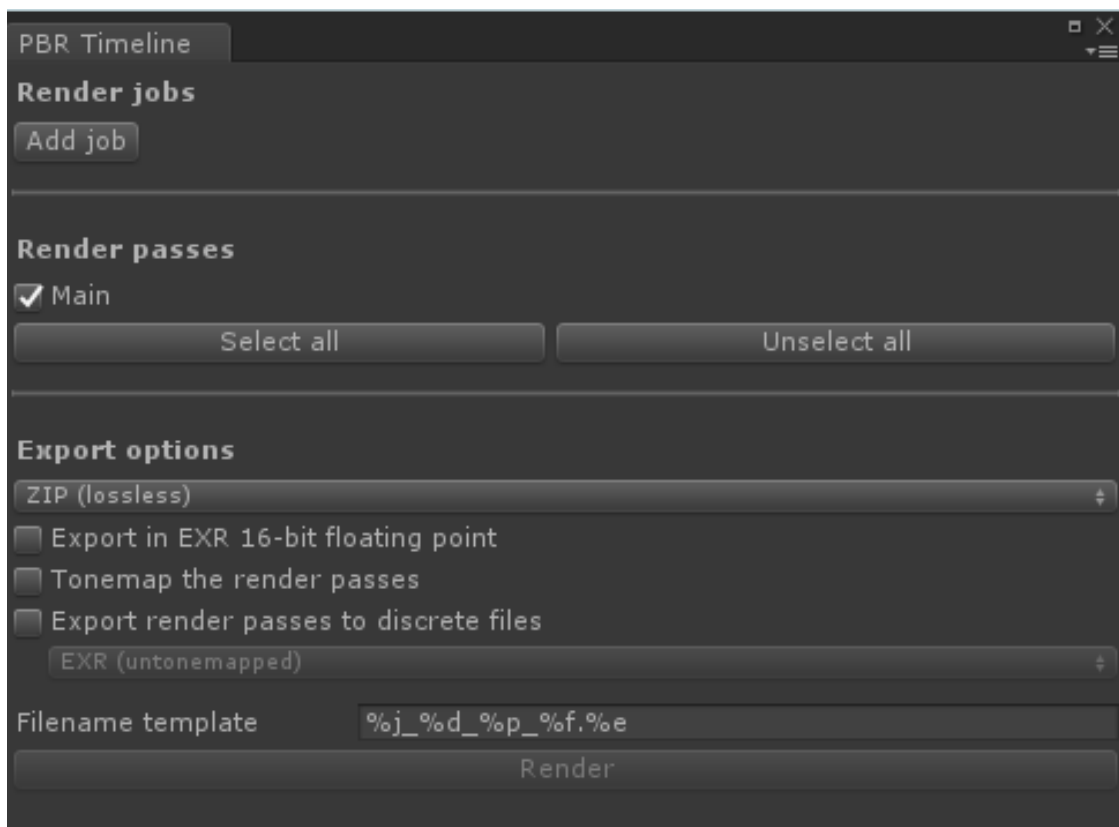 PBR Timeline
Render jobs
Add job
Render passes
Main
Select all Unselect all
Export options
ZIP (lossless)
Export in EXR 16-bit floating point
Tonemap the render passes
Export render passes to discrete files
EXR (untonemapped)
Filename template %j_%d_%p_%f.%e
Render